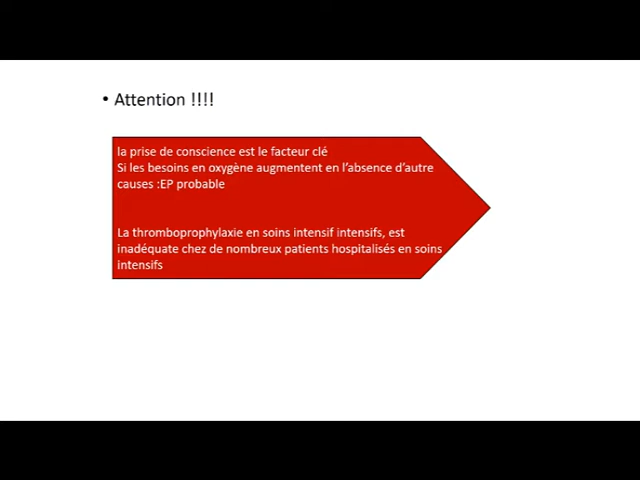 • Attention !!!!
la prise de conscience est le facteur clé
Si les besoins en oxygène augmentent en l'absence d'autre
causes :EP probable
La thromboprophylaxie en soins intensif intensifs, est
inadéquate chez de nombreux patients hospitalisés en soins
intensifs